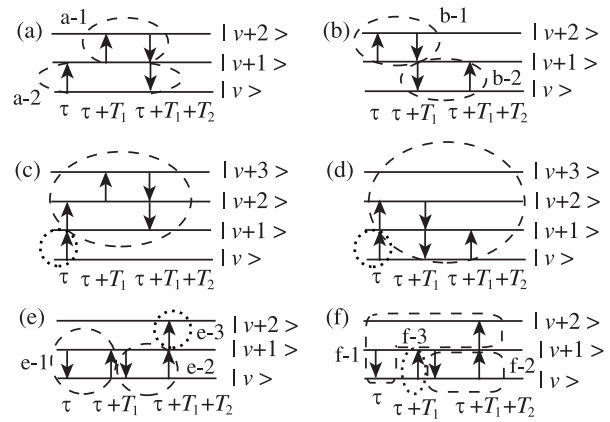 (a) a-1 | v+2 > (b) b-1 | v+2 >
| v+1 > | v+1 >
a-2 | v > b-2 | v >
τ τ+T₁ τ+T₁+T₂ τ τ+T₁ τ+T₁+T₂
(c) | v+3 > (d) | v+3 >
| v+2 > | v+2 >
| v+1 > | v+1 >
| v > | v >
τ τ+T₁ τ+T₁+T₂ τ τ+T₁ τ+T₁+T₂
(e) e-3 | v+2 > (f) | v+2 >
e-1 | v+1 > f-1 f-3 | v+1 >
e-2 | v > f-2 | v >
τ τ+T₁ τ+T₁+T₂ τ τ+T₁ τ+T₁+T₂